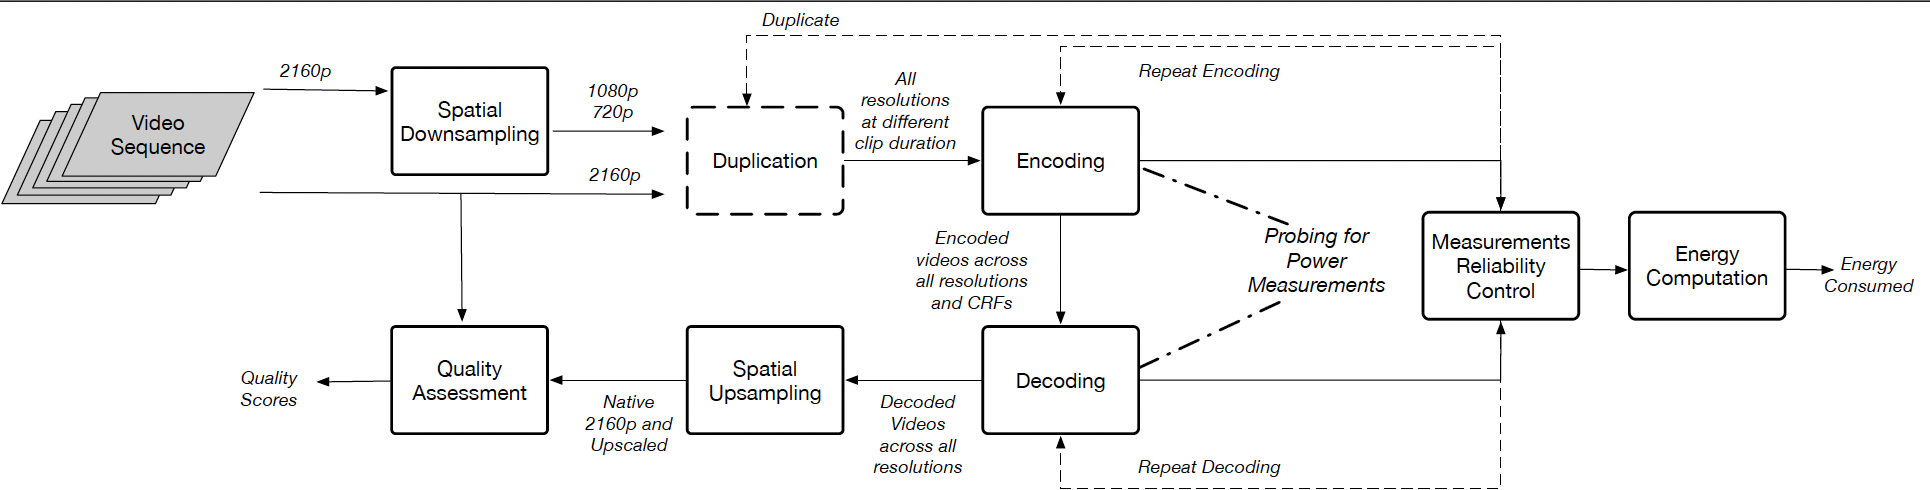 Duplicate
2160p
Repeat Encoding
Video
Sequence
Spatial
Downsampling
1080p
720p
2160p
Duplication
All
resolutions
at different
clip duration
Encoding
Probing for
Power
Measurements
Measurements
Reliability
Control
Energy
Computation
Energy
Consumed
Encoded
videos across
all resolutions
and CRFs
Quality
Scores
Quality
Assessment
Native
2160p and
Upscaled
Spatial
Upsampling
Decoded
Videos
across all
resolutions
Decoding
Repeat Decoding